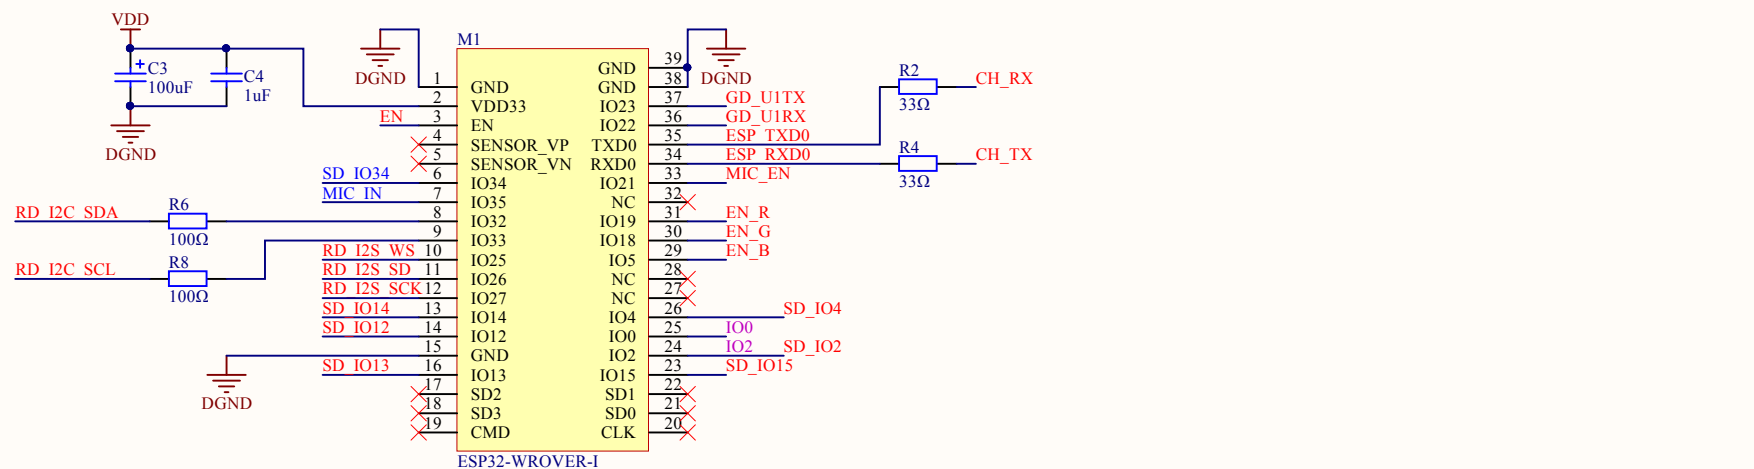 VDD
C3
100uF
C4
1uF
DGND
DGND
M1
DGND
1 GND
2 VDD33
EN 3 EN
4 SENSOR_VP
5 SENSOR_VN
SD_IO34 6 IO34
MIC_IN 7 IO35
RD_I2C_SDA R6 100Ω 8 IO32
9 IO33
RD_I2C_SCL R8 100Ω
RD_I2S_WS 10 IO25
RD_I2S_SD 11 IO26
RD_I2S_SCK 12 IO27
SD_IO14 13 IO14
SD_IO12 14 IO12
15 GND
DGND
SD_IO13 16 IO13
17 SD2
18 SD3
19 CMD
GND 39
GND 38
IO23 37 GD_U1TX
IO22 36 GD_U1RX
TXD0 35 ESP_TXD0
R2 33Ω CH_RX
RXD0 34 ESP_RXD0
R4 33Ω CH_TX
IO21 33 MIC_EN
NC 32
IO19 31 EN_R
IO18 30 EN_G
IO5 29 EN_B
NC 28
NC 27
IO4 26 SD_IO4
IO0 25 IO0
IO2 24 IO2 SD_IO2
IO15 23 SD_IO15
SD1 22
SD0 21
CLK 20
ESP32-WROVER-I